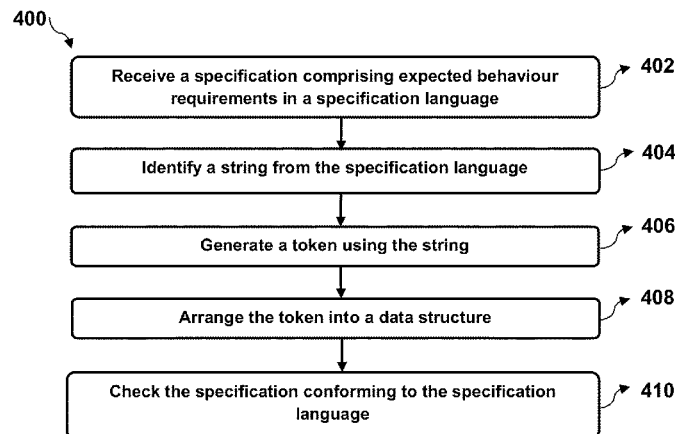 400
Receive a specification comprising expected behaviour
requirements in a specification language
402
Identify a string from the specification language
404
Generate a token using the string
406
Arrange the token into a data structure
408
Check the specification conforming to the specification
language
410